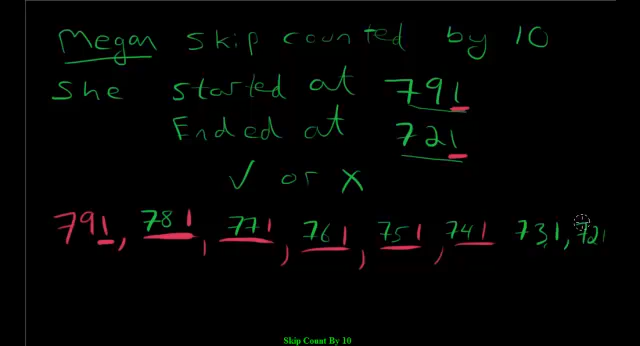 Megan skip counted by 10
She started at 791
Ended at 721
✓ or X
791, 781, 771, 761, 751, 741 731, 721
Skip Count By 10